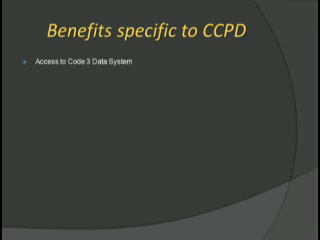 Benefits specific to CCPD
Access to Code 3 Data System